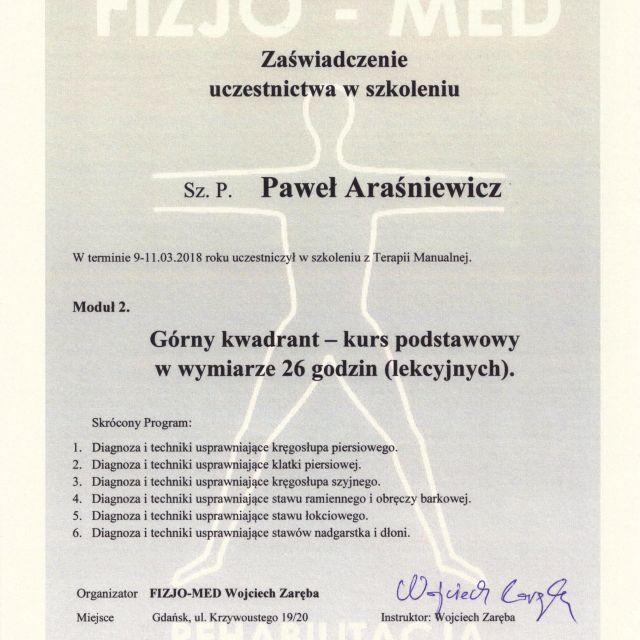 FIZJO - MED
Zaświadczenie
uczestnictwa w szkoleniu
Sz. P. Paweł Araśniewicz
W terminie 9-11.03.2018 roku uczestniczył w szkoleniu z Terapii Manualnej.
Moduł 2.
Górny kwadrant – kurs podstawowy
w wymiarze 26 godzin (lekcyjnych).
Skrócony Program:
1. Diagnoza i techniki usprawniające kręgosłupa piersiowego.
2. Diagnoza i techniki usprawniające klatki piersiowej.
3. Diagnoza i techniki usprawniające kręgosłupa szyjnego.
4. Diagnoza i techniki usprawniające stawu ramiennego i obręczy barkowej.
5. Diagnoza i techniki usprawniające stawu łokciowego.
6. Diagnoza i techniki usprawniające stawów nadgarstka i dłoni.
Organizator FIZJO-MED Wojciech Zaręba
Wojciech Zaręba
Miejsce Gdańsk, ul. Krzywoustego 19/20 Instruktor: Wojciech Zaręba
REHABILITACJA